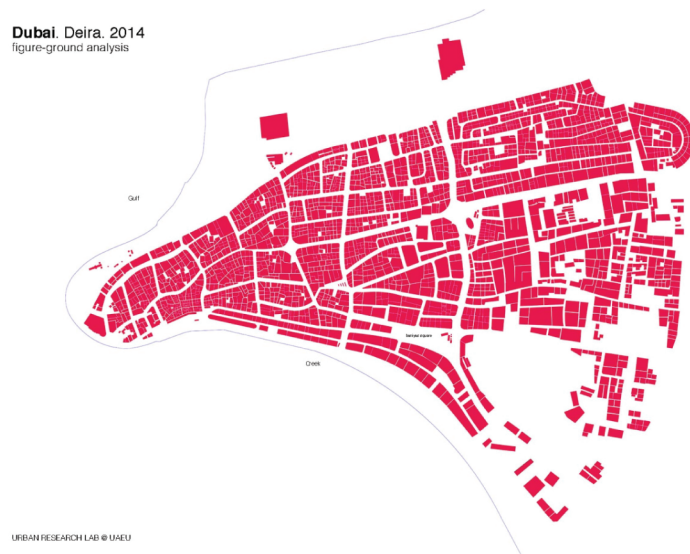 Dubai. Deira. 2014
figure-ground analysis
Gulf
Creek
URBAN RESEARCH LAB @ UAEU